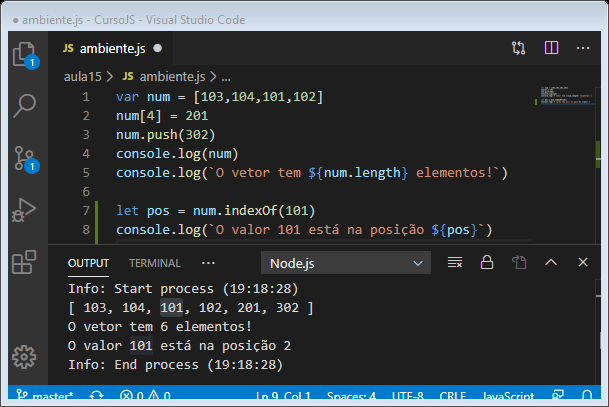 ● ambiente.js - CursoJS - Visual Studio Code
JS ambiente.js ●
aula15 > JS ambiente.js > ...
1 var num = [103,104,101,102]
2 num[4] = 201
3 num.push(302)
4 console.log(num)
5 console.log(`O vetor tem ${num.length} elementos!`)
6
7 let pos = num.indexOf(101)
8 console.log(`O valor 101 está na posição ${pos}`)
1
1
OUTPUT TERMINAL ··· Node.js
Info: Start process (19:18:28)
[ 103, 104, 101, 102, 201, 302 ]
O vetor tem 6 elementos!
O valor 101 está na posição 2
Info: End process (19:18:28)
master* 0 0 Ln 9, Col 1 Spaces: 4 UTF-8 CRLF JavaScript